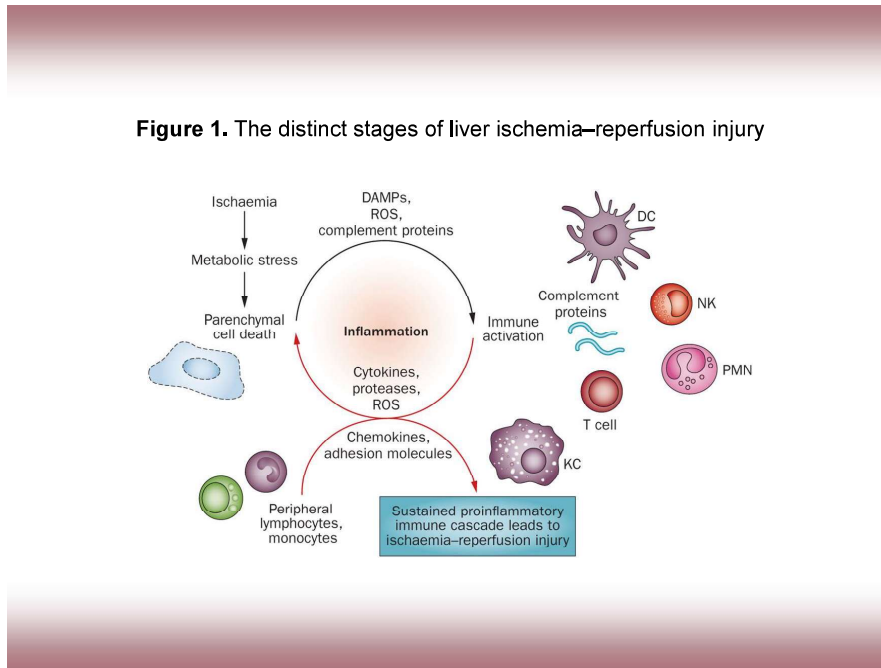 Figure 1. The distinct stages of liver ischemia–reperfusion injury
Ischaemia
Metabolic stress
Parenchymal
cell death
DAMPs,
ROS,
complement proteins
Inflammation
Immune
activation
Cytokines,
proteases,
ROS
Chemokines,
adhesion molecules
Peripheral
lymphocytes,
monocytes
Sustained proinflammatory
immune cascade leads to
ischaemia–reperfusion injury
DC
Complement
proteins
NK
PMN
T cell
KC